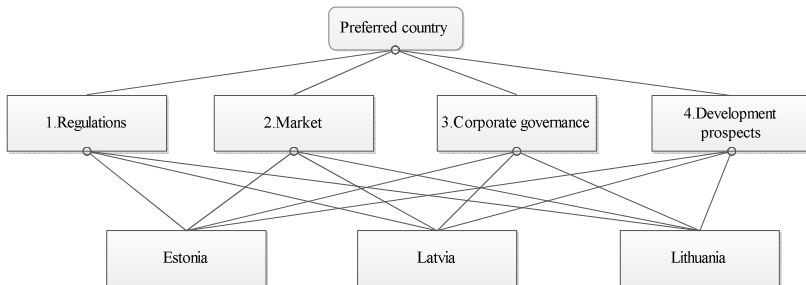 Preferred country
1.Regulations
2.Market
3.Corporate governance
4.Development
prospects
Estonia
Latvia
Lithuania